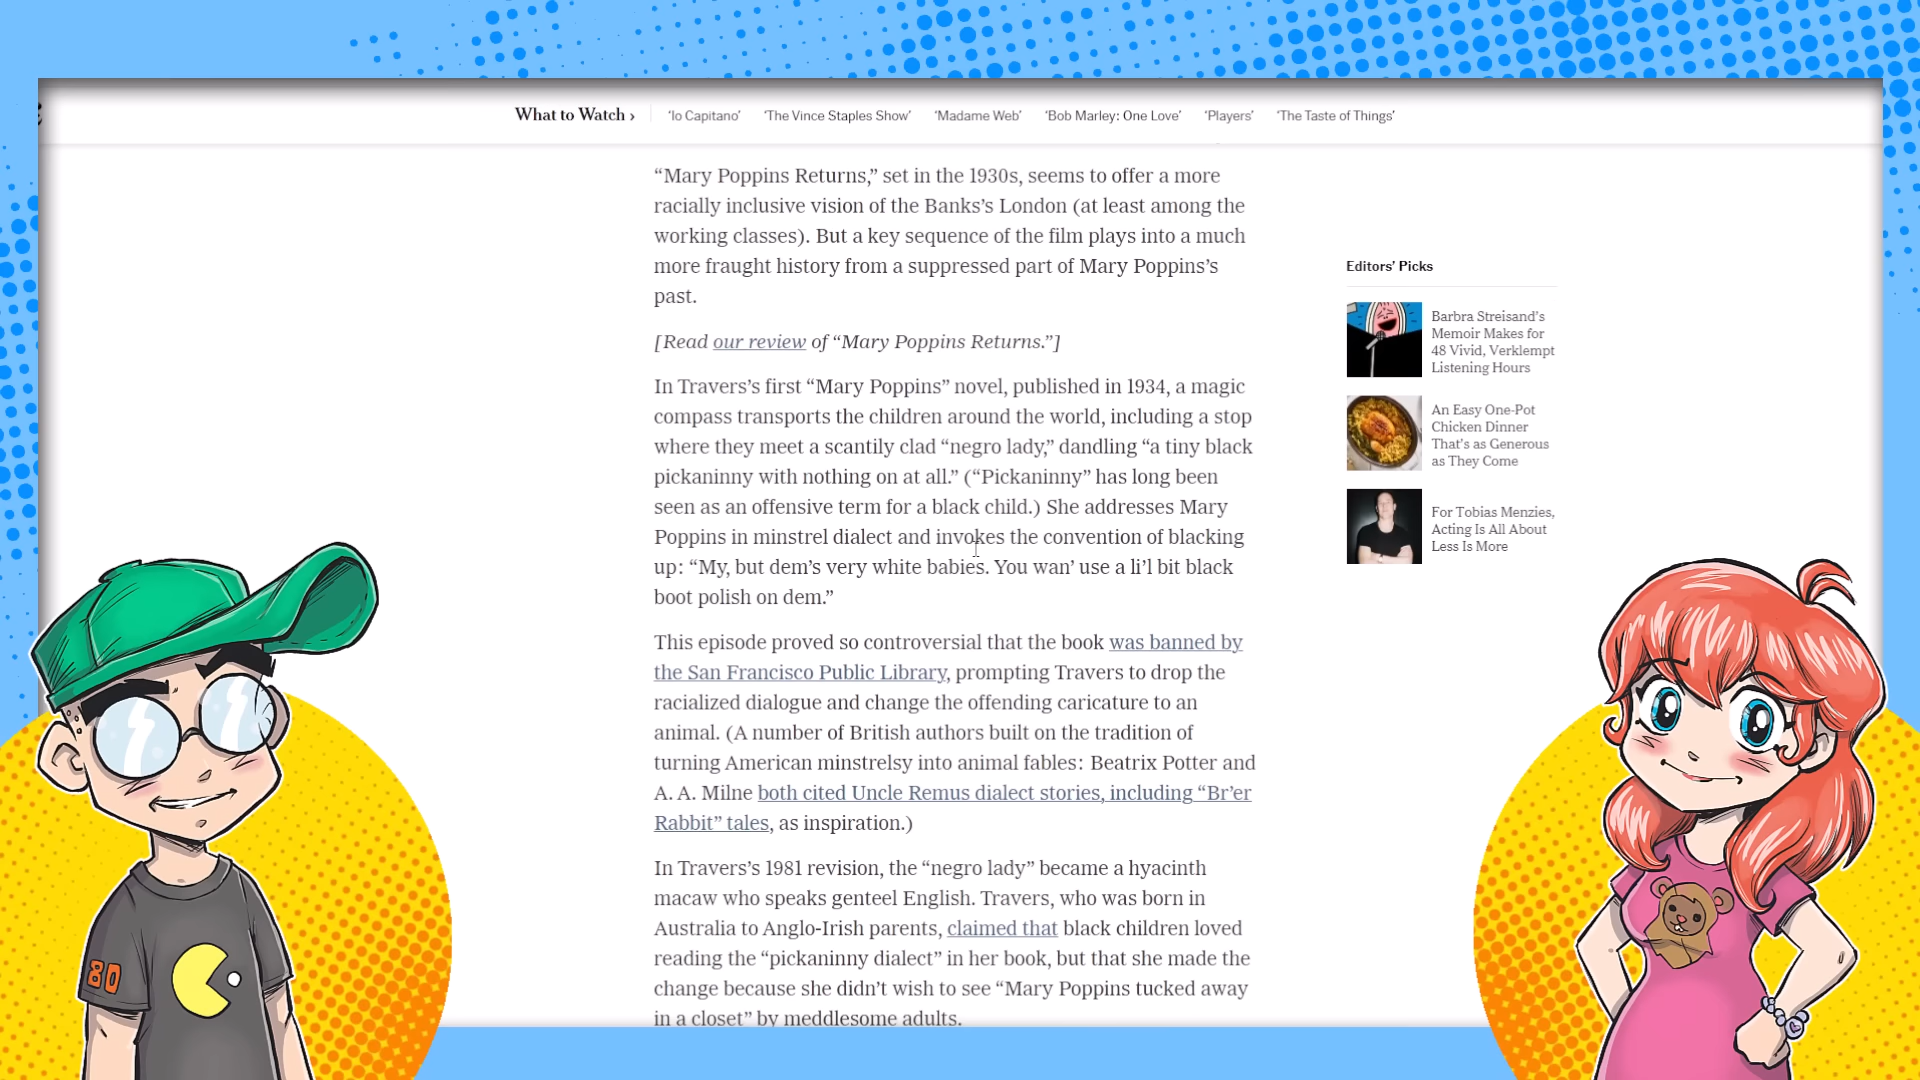 What to Watch ›
‘Io Capitano’
‘The Vince Staples Show’
‘Madame Web’
‘Bob Marley: One Love’
‘Players’
‘The Taste of Things’
“Mary Poppins Returns,” set in the 1930s, seems to offer a more
racially inclusive vision of the Banks’s London (at least among the
working classes). But a key sequence of the film plays into a much
more fraught history from a suppressed part of Mary Poppins’s
past.
[Read our review of “Mary Poppins Returns.”]
In Travers’s first “Mary Poppins” novel, published in 1934, a magic
compass transports the children around the world, including a stop
where they meet a scantily clad “negro lady,” dandling “a tiny black
pickaninny with nothing on at all.” (“Pickaninny” has long been
seen as an offensive term for a black child.) She addresses Mary
Poppins in minstrel dialect and invokes the convention of blacking
up: “My, but dem’s very white babies. You wan’ use a li’l bit black
boot polish on dem.”
This episode proved so controversial that the book was banned by
the San Francisco Public Library, prompting Travers to drop the
racialized dialogue and change the offending caricature to an
animal. (A number of British authors built on the tradition of
turning American minstrelsy into animal fables: Beatrix Potter and
A. A. Milne both cited Uncle Remus dialect stories, including “Br’er
Rabbit” tales, as inspiration.)
In Travers’s 1981 revision, the “negro lady” became a hyacinth
macaw who speaks genteel English. Travers, who was born in
Australia to Anglo-Irish parents, claimed that black children loved
reading the “pickaninny dialect” in her book, but that she made the
change because she didn’t wish to see “Mary Poppins tucked away
in a closet” by meddlesome adults.
Editors’ Picks
Barbra Streisand’s
Memoir Makes for
48 Vivid, Verklempt
Listening Hours
An Easy One-Pot
Chicken Dinner
That’s as Generous
as They Come
For Tobias Menzies,
Acting Is All About
Less Is More
80